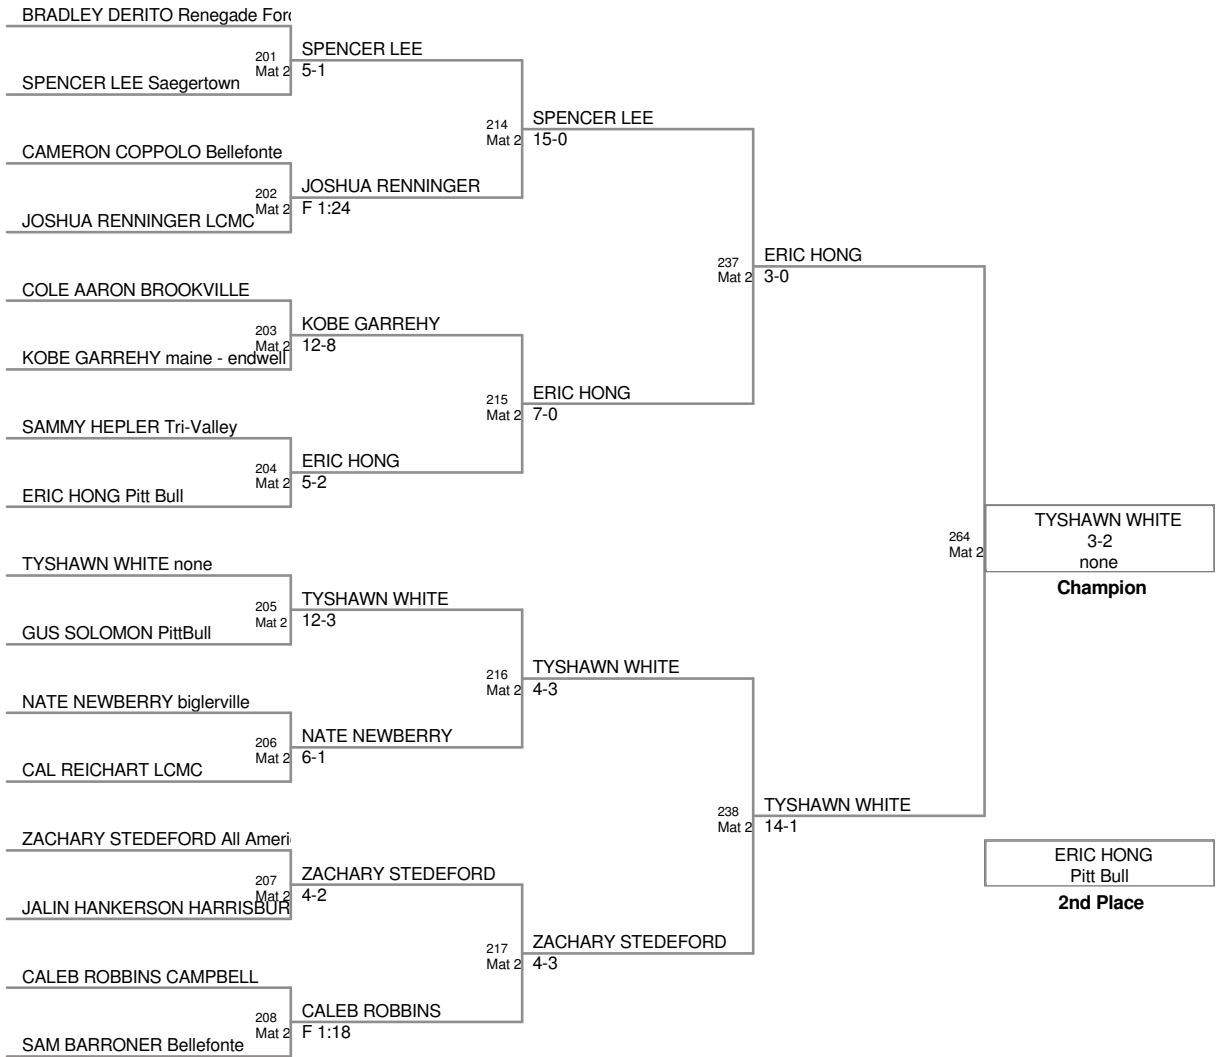 BRADLEY DERITO Renegade
201
Mat 2
SPENCER LEE
5-1
SPENCER LEE Saegertown
214
Mat 2
SPENCER LEE
15-0
CAMERON COPPOLO Bellefonte
202
Mat 2
JOSHUA RENNINGER
F 1:24
JOSHUA RENNINGER LCMC
237
Mat 2
ERIC HONG
3-0
COLE AARON BROOKVILLE
203
Mat 2
KOBE GARREHY
12-8
KOBE GARREHY maine - endwell
215
Mat 2
ERIC HONG
7-0
SAMMY HEPLER Tri-Valley
204
Mat 2
ERIC HONG
5-2
ERIC HONG Pitt Bull
264
Mat 2
TYSHAWN WHITE
3-2
none
Champion
TYSHAWN WHITE none
205
Mat 2
TYSHAWN WHITE
12-3
GUS SOLOMON PittBull
216
Mat 2
TYSHAWN WHITE
4-3
NATE NEWBERRY biglerville
206
Mat 2
NATE NEWBERRY
6-1
CAL REICHART LCMC
238
Mat 2
TYSHAWN WHITE
14-1
ERIC HONG
Pitt Bull
2nd Place
ZACHARY STEDEFORD All
207
Mat 2
ZACHARY STEDEFORD
4-2
JALIN HANKERSON
217
Mat 2
ZACHARY STEDEFORD
4-3
CALEB ROBBINS CAMPBELL
208
Mat 2
CALEB ROBBINS
F 1:18
SAM BARRONER Bellefonte